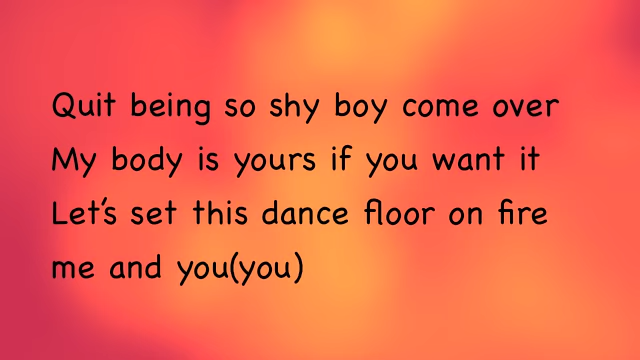 Quit being so shy boy come over
My body is yours if you want it
Let's set this dance floor on fire
me and you(you)